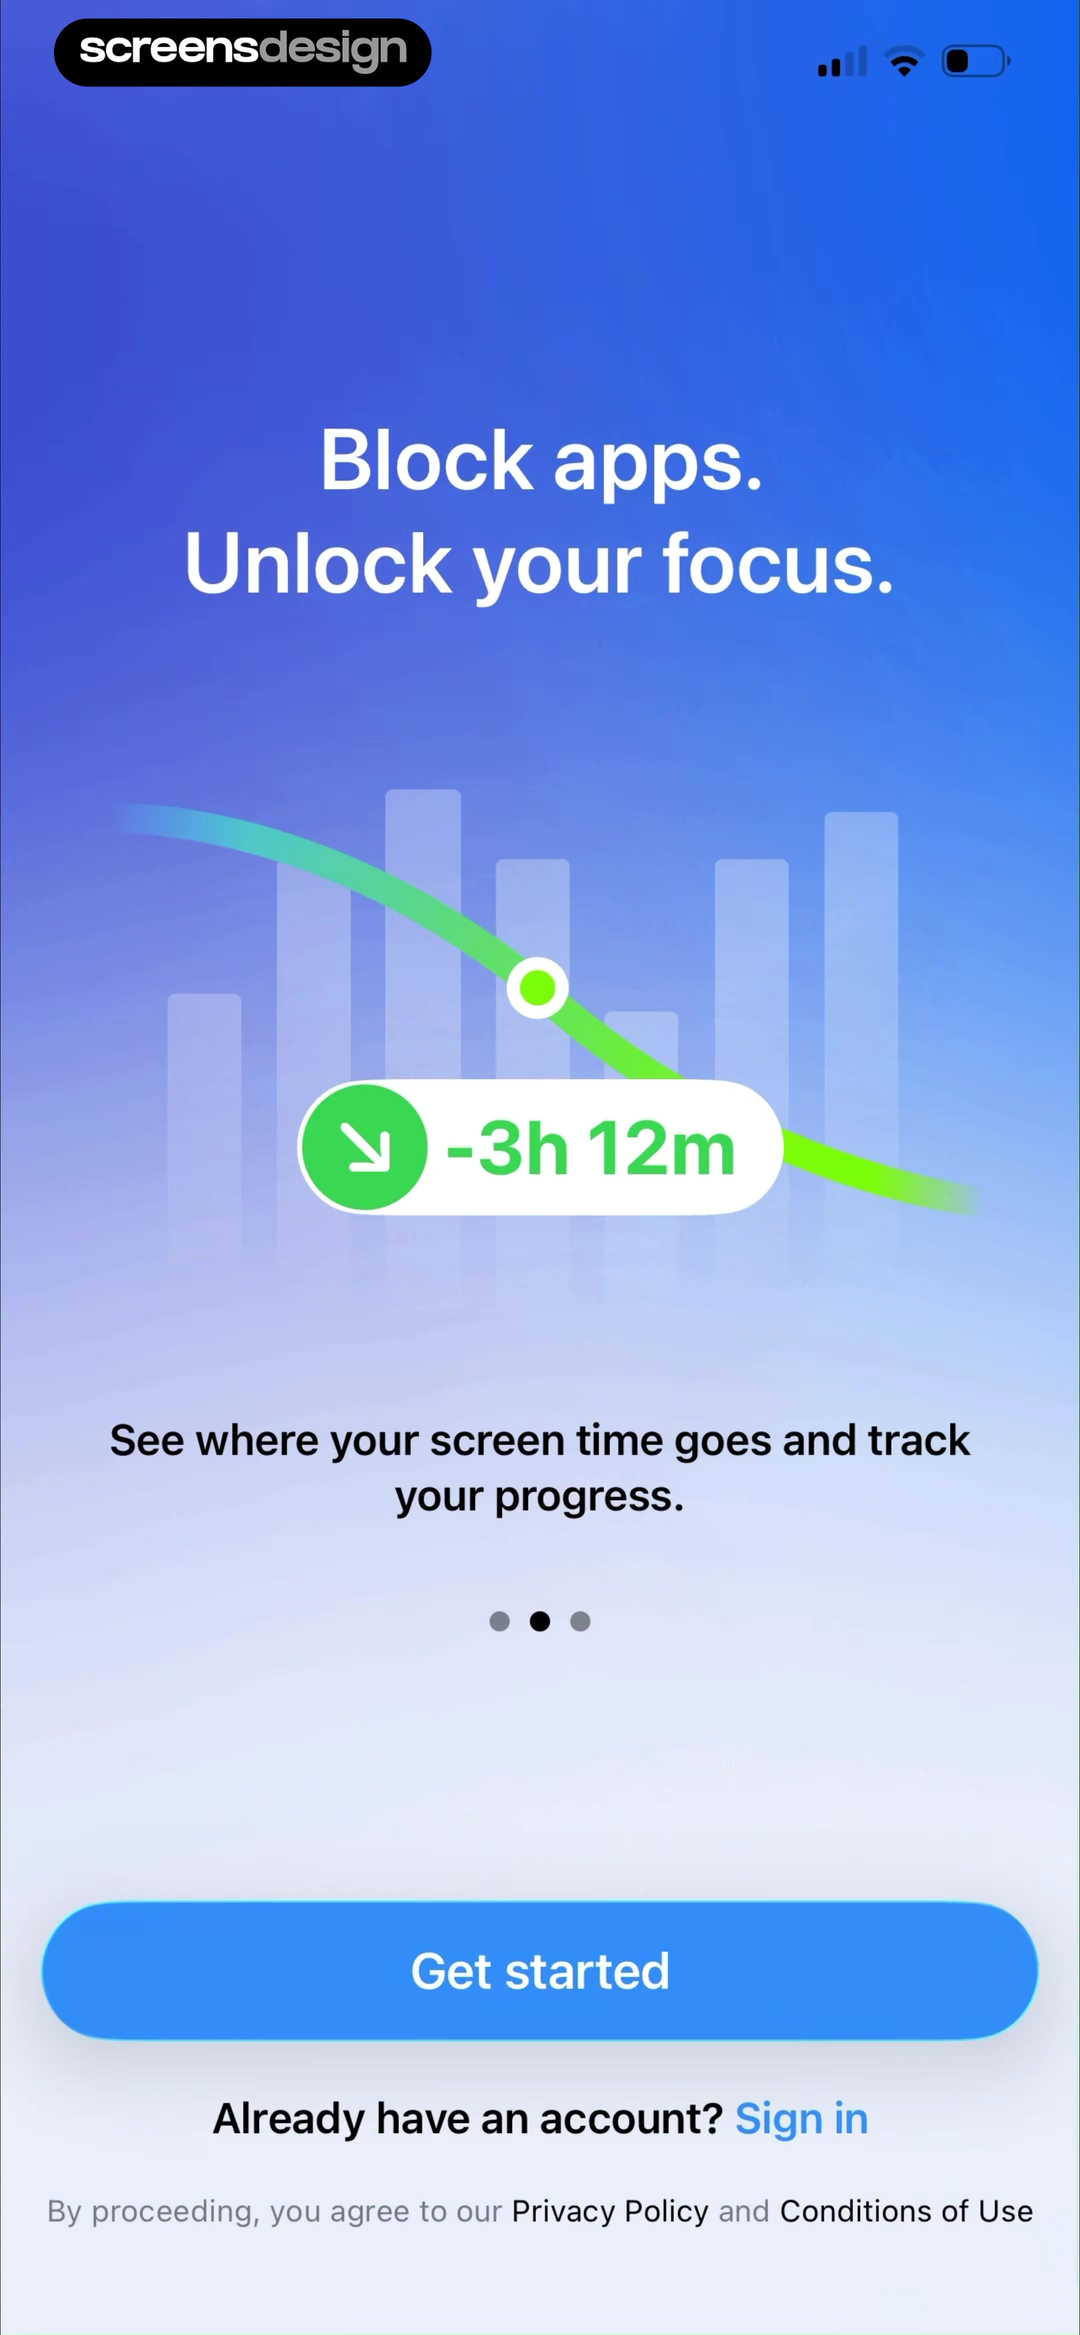 screensdesign
Block apps.
Unlock your focus.
-3h 12m
See where your screen time goes and track
your progress.
Get started
Already have an account? Sign in
By proceeding, you agree to our Privacy Policy and Conditions of Use